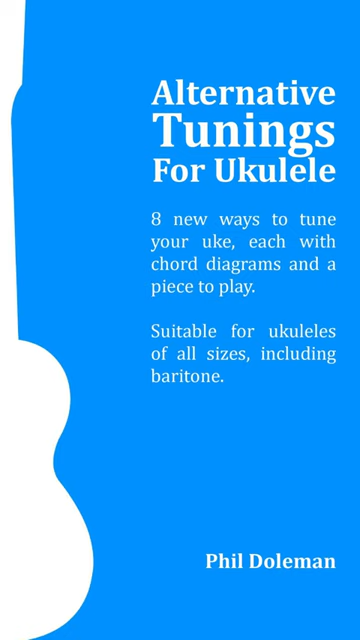 Alternative
Tunings
For Ukulele
8 new ways to tune
your uke, each with
chord diagrams and a
piece to play.
Suitable for ukuleles
of all sizes, including
baritone.
Phil Doleman